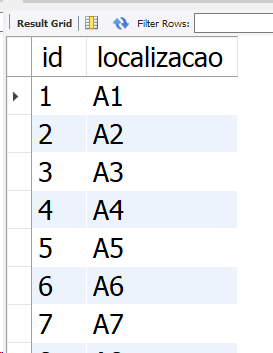 Result Grid Filter Rows:
id localizacao
1 A1
2 A2
3 A3
4 A4
5 A5
6 A6
7 A7